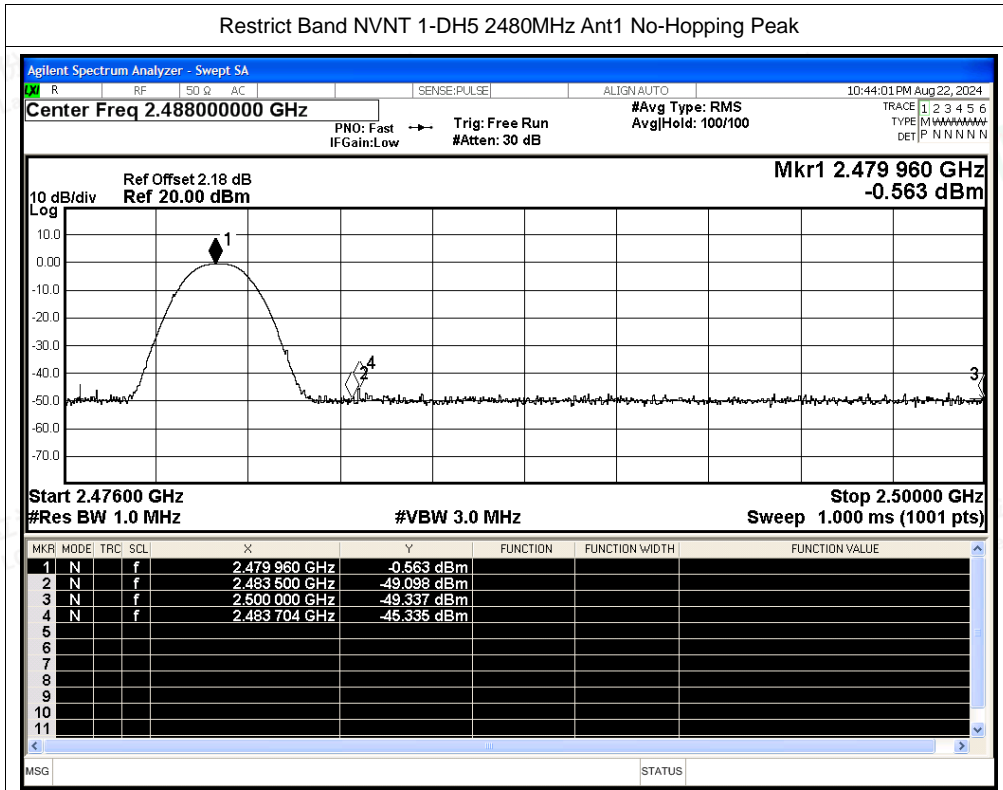 Restrict Band NVNT 1-DH5 2480MHz Ant1 No-Hopping Peak
Agilent Spectrum Analyzer - Swept SA
LXI R RF 50 Ω AC SENSE:PULSE ALIGN AUTO 10:44:01 PM Aug 22, 2024
Center Freq 2.488000000 GHz
PNO: Fast
IFGain:Low
Trig: Free Run
#Atten: 30 dB
#Avg Type: RMS
Avg|Hold: 100/100
TRACE 1 2 3 4 5 6
TYPE M WWWWW
DET P N N N N N
Mkr1 2.479 960 GHz
-0.563 dBm
Ref Offset 2.18 dB
10 dB/div Ref 20.00 dBm
Log
10.0
0.00
-10.0
-20.0
-30.0
-40.0
-50.0
-60.0
-70.0
1
4
2
3
Start 2.47600 GHz Stop 2.50000 GHz
#Res BW 1.0 MHz #VBW 3.0 MHz Sweep 1.000 ms (1001 pts)
MKR MODE TRC SCL X Y FUNCTION FUNCTION WIDTH FUNCTION VALUE
1 N f 2.479 960 GHz -0.563 dBm
2 N f 2.483 500 GHz -49.098 dBm
3 N f 2.500 000 GHz -49.337 dBm
4 N f 2.483 704 GHz -45.335 dBm
5
6
7
8
9
10
11
MSG STATUS